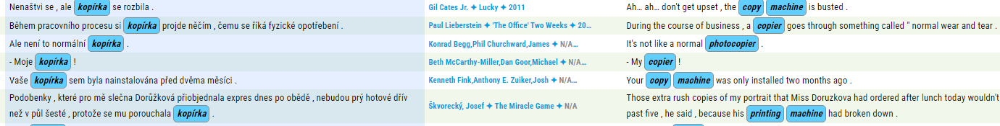 Nenaštvi se , ale kopírka se rozbila . Gil Cates Jr. ✦ Lucky ✦ 2011 Ah… ah… don't get upset , the copy machine is busted .
Během pracovního procesu si kopírka projde něčím , čemu se říká fyzické opotřebení . Paul Lieberstein ✦ 'The Office' Two Weeks ✦ 20… During the course of business , a copier goes through something called " normal wear and tear .
Ale není to normální kopírka . Konrad Begg,Phil Churchward,James ✦ N/A… It's not like a normal photocopier .
- Moje kopírka ! Beth McCarthy-Miller,Dan Goor,Michael ✦ N/A… - My copier !
Vaše kopírka sem byla nainstalována před dvěma měsíci . Kenneth Fink,Anthony E. Zuiker,Josh ✦ N/A… Your copy machine was only installed two months ago .
Podobenky , které pro mě slečna Dorůžková přiobjednala expres dnes po obědě , nebudou prý hotové dřív
než v půl šesté , protože se mu porouchala kopírka .
Škvorecký, Josef ✦ The Miracle Game ✦ N/A
Those extra rush copies of my portrait that Miss Doruzkova had ordered after lunch today wouldn't
past five , he said , because his printing machine had broken down .